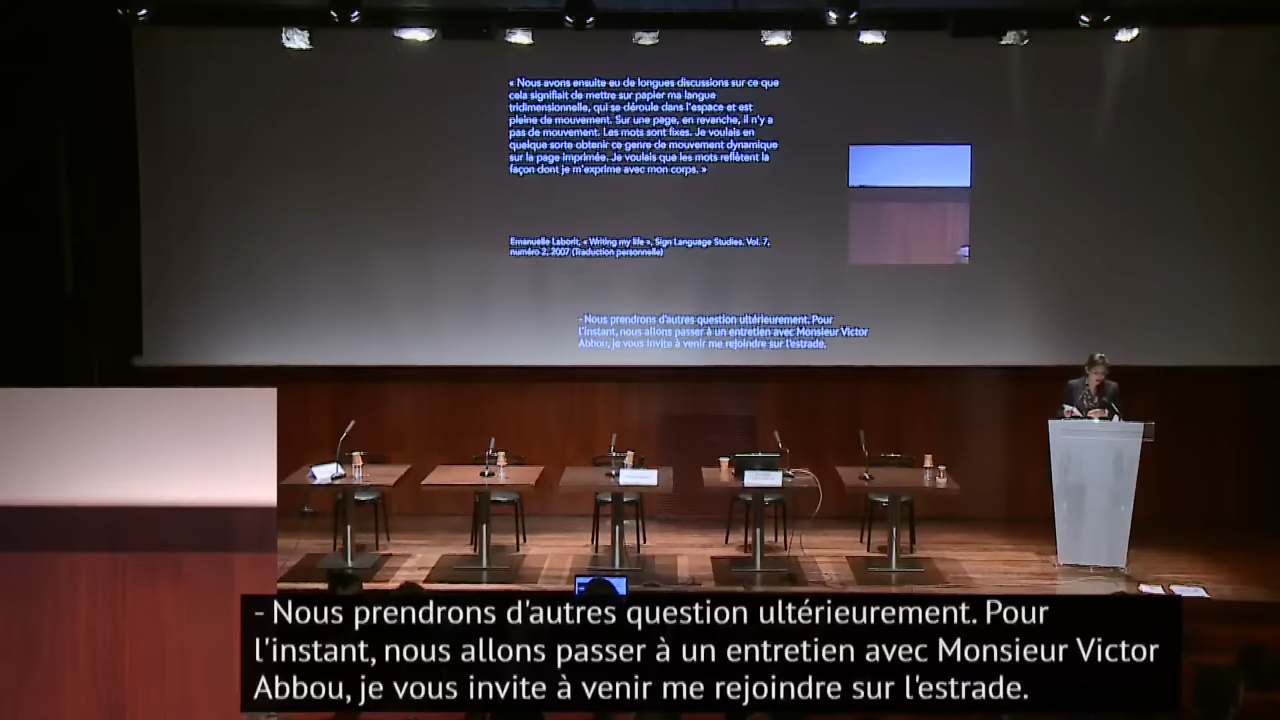 « Nous avons ensuite eu de longues discussions sur ce que
cela signifiait de mettre sur papier ma langue
tridimensionnelle, qui se déroule dans l'espace et est
pleine de mouvement. Sur une page, en revanche, il n'y a
pas de mouvement. Les mots sont fixes. Je voulais en
quelque sorte obtenir ce genre de mouvement dynamique
sur la page imprimée. Je voulais que les mots reflètent la
façon dont je m'exprime avec mon corps. »
Emanuelle Laborit, « Writing my life », Sign Language Studies. Vol. 7,
numéro 2, 2007 (Traduction personnelle)
- Nous prendrons d'autres question ultérieurement. Pour
l'instant, nous allons passer à un entretien avec Monsieur Victor
Abbou, je vous invite à venir me rejoindre sur l'estrade.
- Nous prendrons d'autres question ultérieurement. Pour
l'instant, nous allons passer à un entretien avec Monsieur Victor
Abbou, je vous invite à venir me rejoindre sur l'estrade.